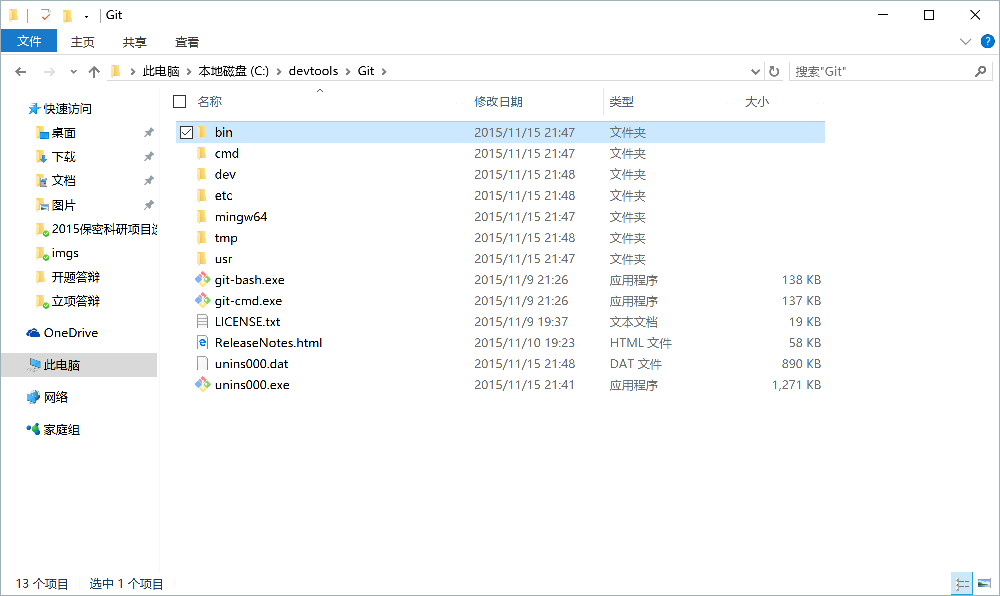 Git
文件 主页 共享 查看
此电脑 本地磁盘 (C:) devtools Git
搜索"Git"
名称 修改日期 类型 大小
快速访问
桌面
下载
文档
图片
2015保密科研项目
imgs
开题答辩
立项答辩
OneDrive
此电脑
网络
家庭组
bin 2015/11/15 21:47 文件夹
cmd 2015/11/15 21:47 文件夹
dev 2015/11/15 21:48 文件夹
etc 2015/11/15 21:48 文件夹
mingw64 2015/11/15 21:47 文件夹
tmp 2015/11/15 21:48 文件夹
usr 2015/11/15 21:47 文件夹
git-bash.exe 2015/11/9 21:26 应用程序 138 KB
git-cmd.exe 2015/11/9 21:26 应用程序 137 KB
LICENSE.txt 2015/11/9 19:37 文本文档 19 KB
ReleaseNotes.html 2015/11/10 19:23 HTML 文件 58 KB
unins000.dat 2015/11/15 21:48 DAT 文件 890 KB
unins000.exe 2015/11/15 21:41 应用程序 1,271 KB
13 个项目 选中 1 个项目